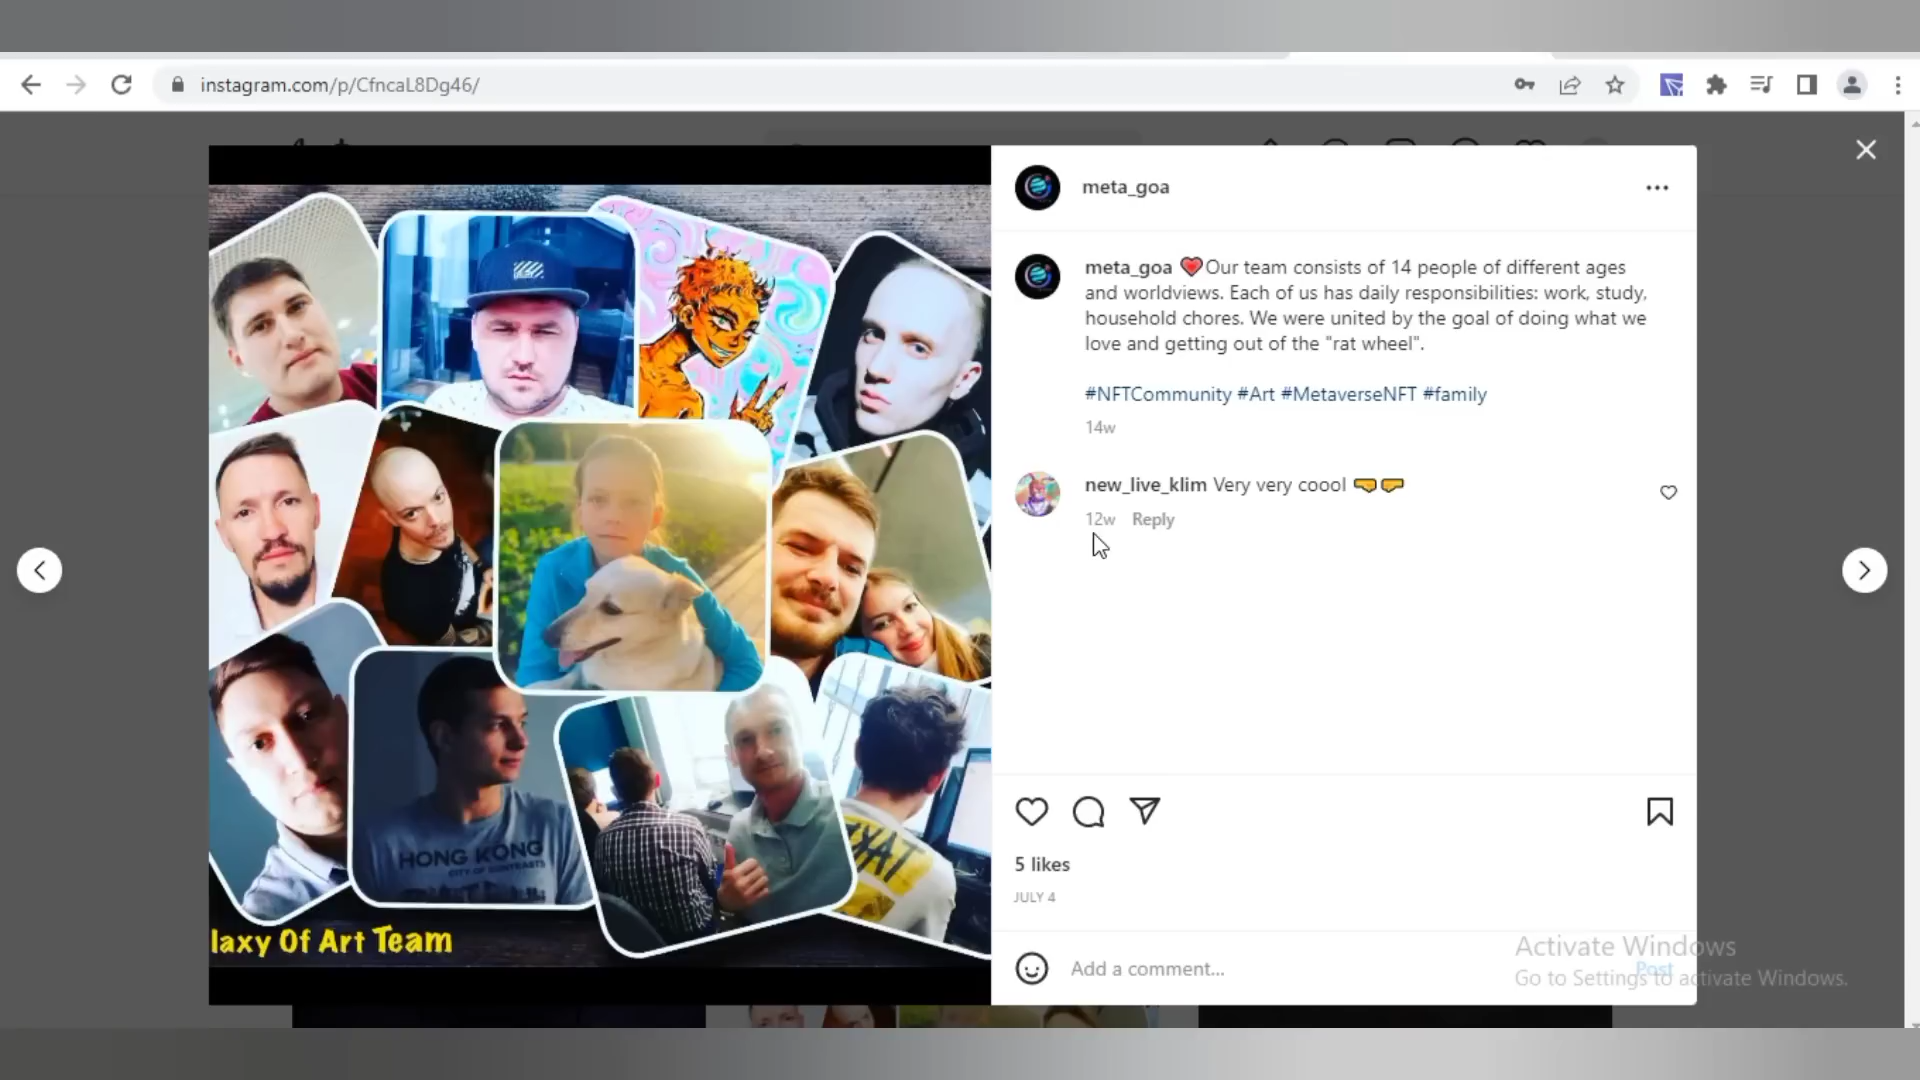 instagram.com/p/CfncaL8Dg46/
meta_goa
meta_goa ❤Our team consists of 14 people of different ages
and worldviews. Each of us has daily responsibilities: work, study,
household chores. We were united by the goal of doing what we
love and getting out of the "rat wheel".
#NFTCommunity #Art #MetaverseNFT #family
14w
new_live_klim Very very coool 🤜🤛
12w Reply
HONG KONG
laxy Of Art Team
5 likes
JULY 4
Add a comment...
Post
Activate Windows
Go to Settings to activate Windows.